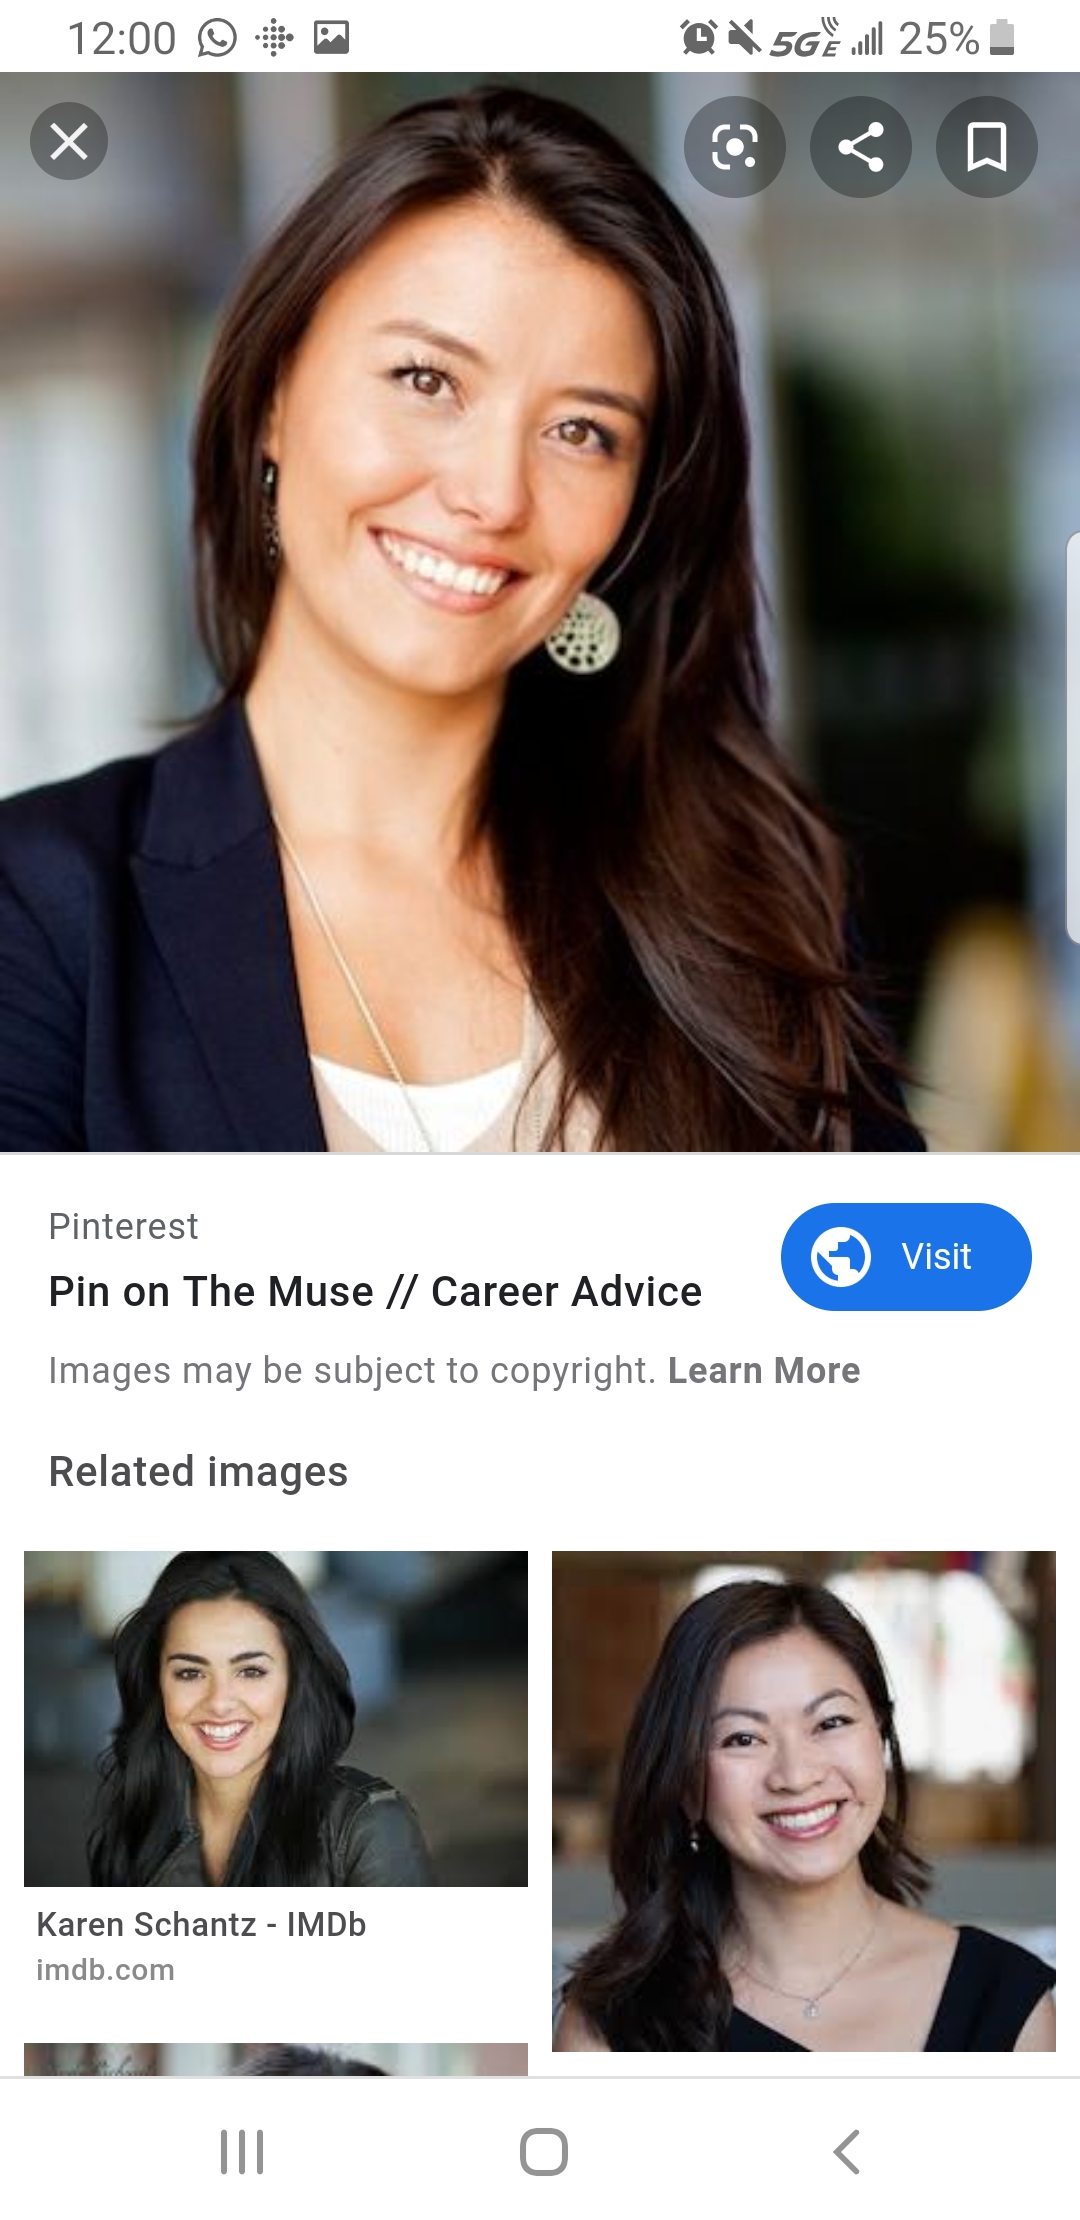 12:00 5GE 25%
Pinterest
Visit
Pin on The Muse // Career Advice
Images may be subject to copyright. Learn More
Related images
Karen Schantz - IMDb
imdb.com